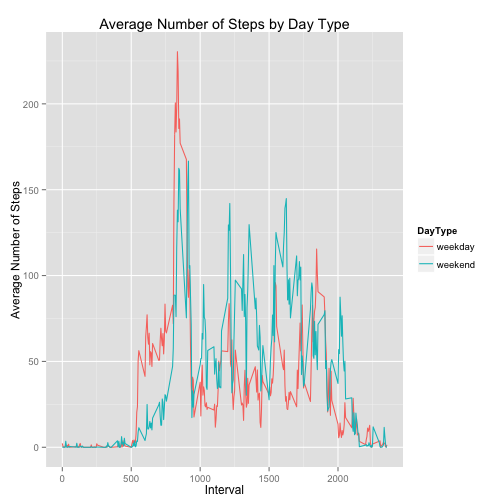 Average Number of Steps by Day Type
Average Number of Steps
200
150
100
50
0
0 500 1000 1500 2000
Interval
DayType
weekday
weekend